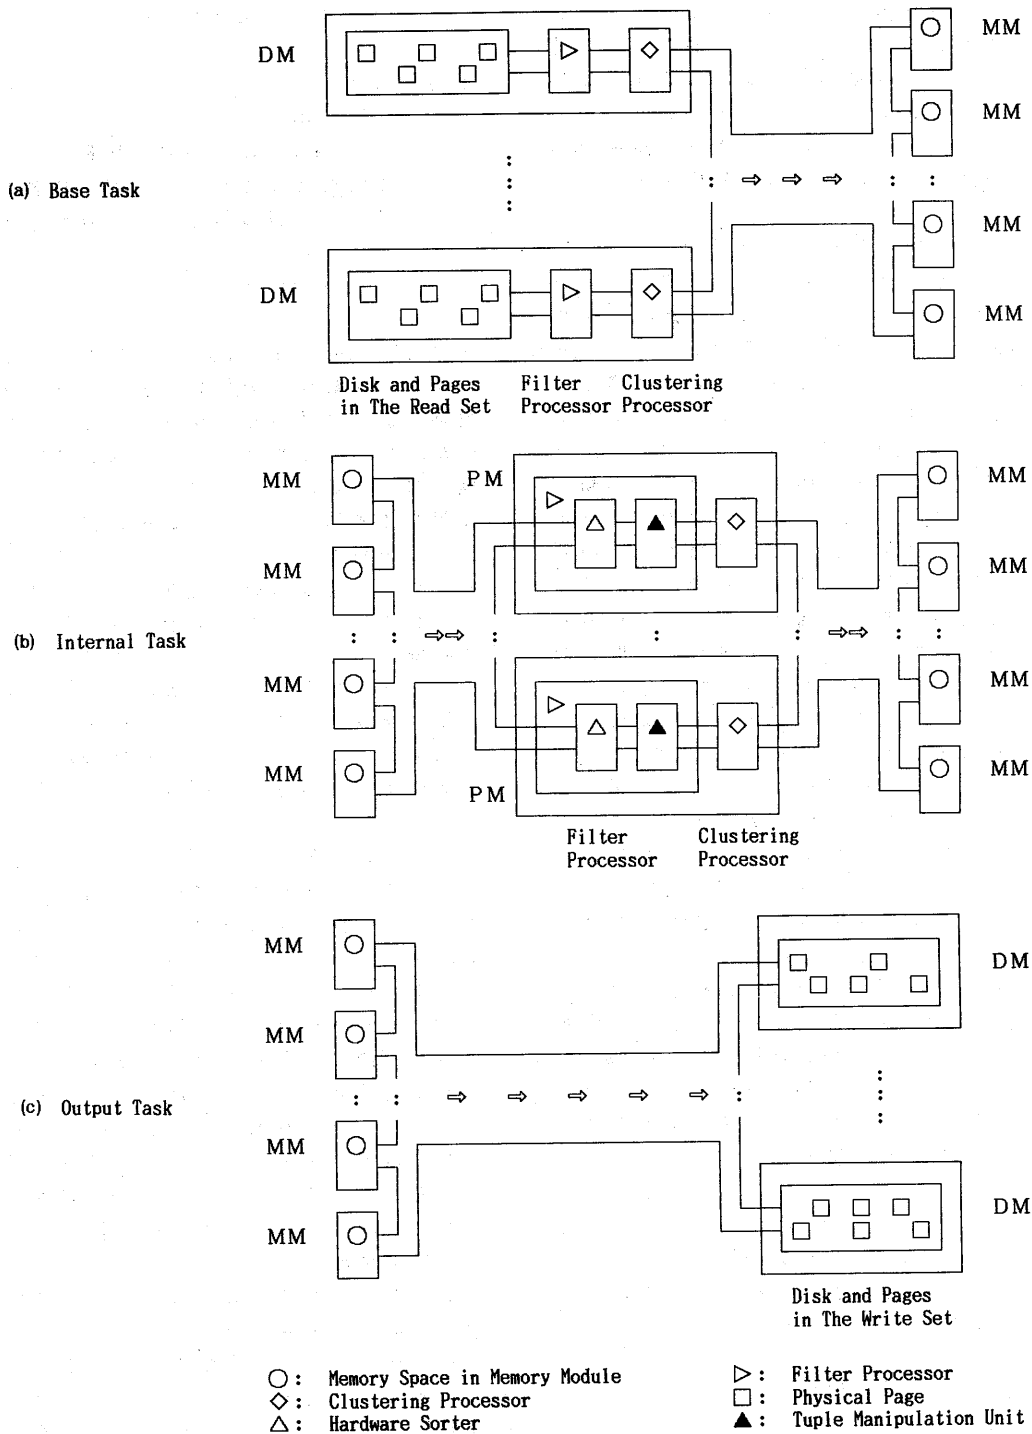 DM
MM
MM
(a) Base Task
MM
DM
MM
Disk and Pages
in The Read Set
Filter
Processor
Clustering
Processor
MM
PM
MM
MM
MM
(b) Internal Task
MM
MM
MM
PM
MM
Filter
Processor
Clustering
Processor
MM
DM
MM
(c) Output Task
MM
MM
DM
Disk and Pages
in The Write Set
○ : Memory Space in Memory Module
◇ : Clustering Processor
△ : Hardware Sorter
▷ : Filter Processor
□ : Physical Page
▲ : Tuple Manipulation Unit